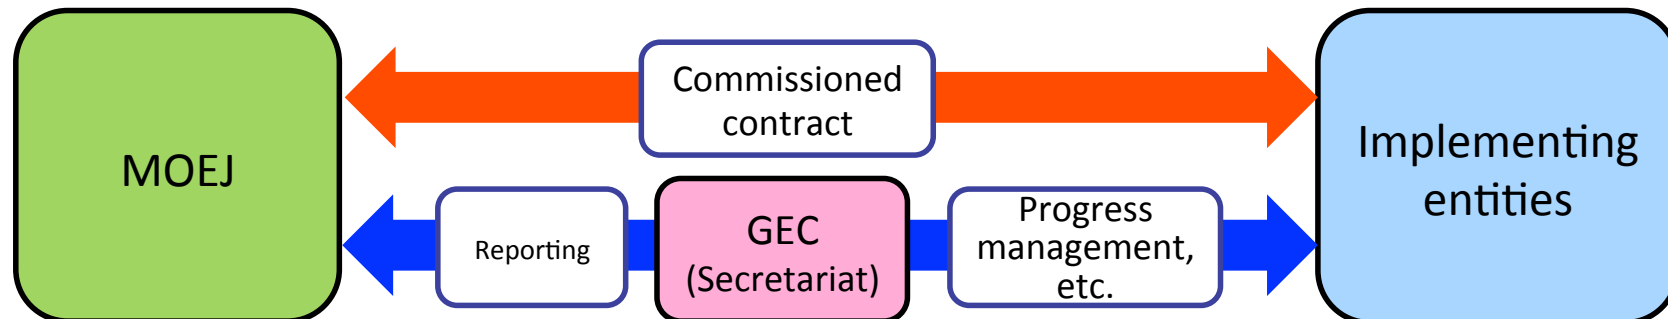 MOEJ
Commissioned
contract
Reporting
GEC
(Secretariat)
Progress
management,
etc.
Implementing
entities